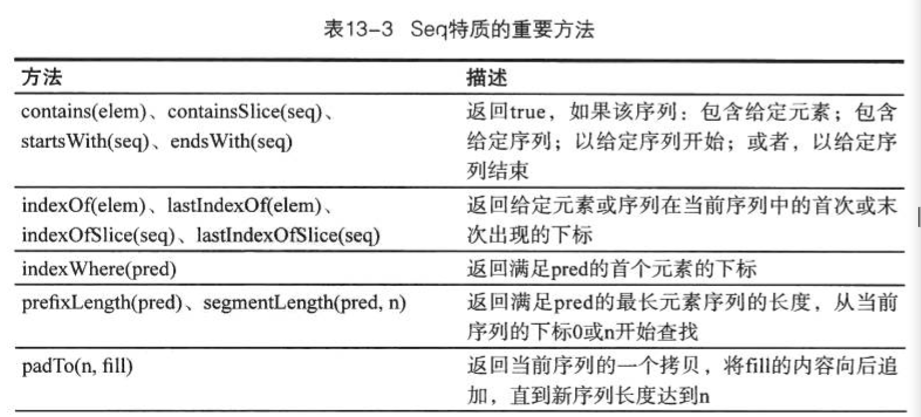 表13-3 Seq特质的重要方法
方法 描述
contains(elem)、containsSlice(seq)、 返回true，如果该序列：包含给定元素；包含
startsWith(seq)、endsWith(seq) 给定序列；以给定序列开始；或者，以给定序
列结束
indexOf(elem)、lastIndexOf(elem)、 返回给定元素或序列在当前序列中的首次或末
indexOfSlice(seq)、lastIndexOfSlice(seq) 次出现的下标
indexWhere(pred) 返回满足pred的首个元素的下标
prefixLength(pred)、segmentLength(pred, n) 返回满足pred的最长元素序列的长度，从当前
序列的下标0或n开始查找
padTo(n, fill) 返回当前序列的一个拷贝，将fill的内容向后追
加，直到新序列长度达到n